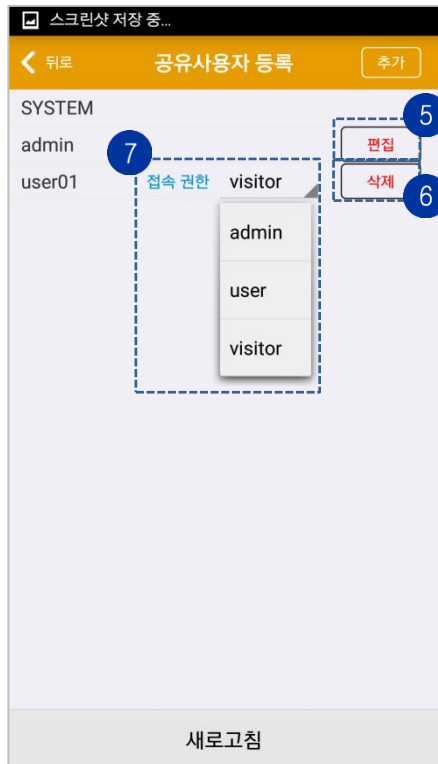 스크린샷 저장 중...
뒤로 공유사용자 등록 추가
SYSTEM
5
admin 편집
7
user01 접속 권한 visitor 삭제
6
admin
user
visitor
새로고침